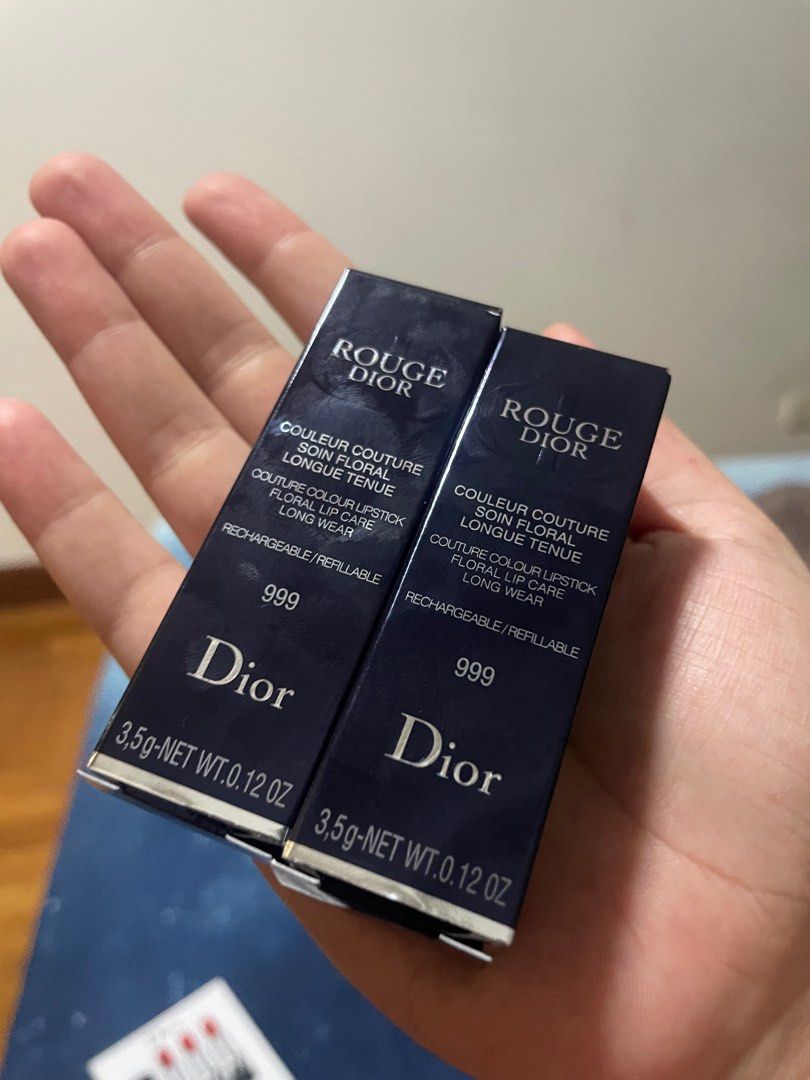 ROUGE
DIOR
COULEUR COUTURE
SOIN FLORAL
LONGUE TENUE
COUTURE COLOUR LIPSTICK
FLORAL LIP CARE
LONG WEAR
RECHARGEABLE/REFILLABLE
999
Dior
3,5g-NET WT.0.12 OZ
ROUGE
DIOR
COULEUR COUTURE
SOIN FLORAL
LONGUE TENUE
COUTURE COLOUR LIPSTICK
FLORAL LIP CARE
LONG WEAR
RECHARGEABLE/REFILLABLE
999
Dior
3,5g-NET WT.0.12 OZ